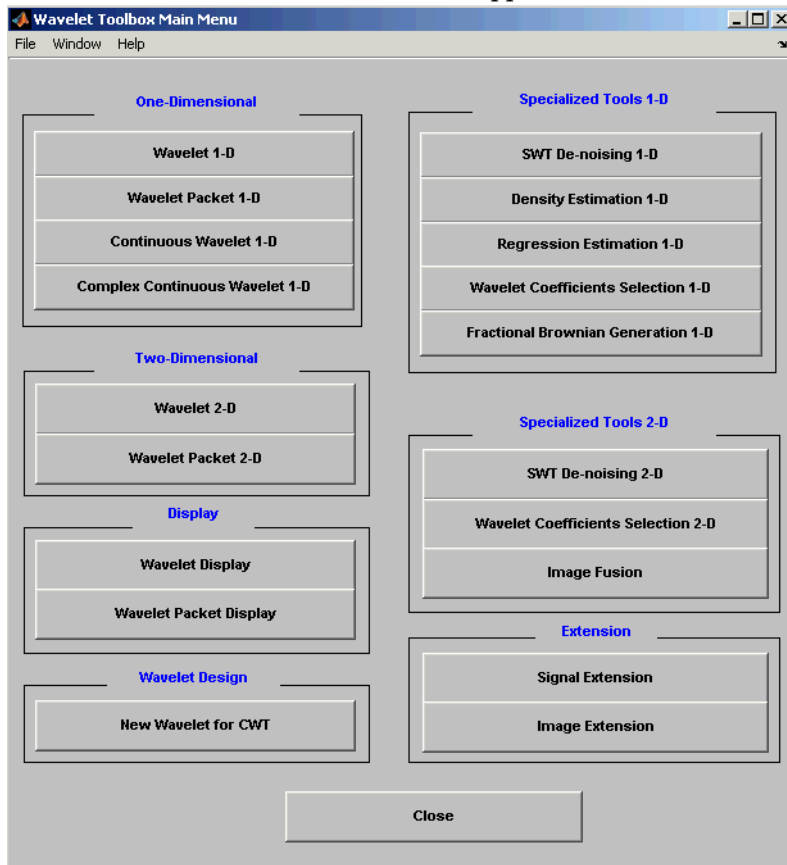 Wavelet Toolbox Main Menu
File Window Help
One-Dimensional
Wavelet 1-D
Wavelet Packet 1-D
Continuous Wavelet 1-D
Complex Continuous Wavelet 1-D
Two-Dimensional
Wavelet 2-D
Wavelet Packet 2-D
Display
Wavelet Display
Wavelet Packet Display
Wavelet Design
New Wavelet for CWT
Specialized Tools 1-D
SWT De-noising 1-D
Density Estimation 1-D
Regression Estimation 1-D
Wavelet Coefficients Selection 1-D
Fractional Brownian Generation 1-D
Specialized Tools 2-D
SWT De-noising 2-D
Wavelet Coefficients Selection 2-D
Image Fusion
Extension
Signal Extension
Image Extension
Close